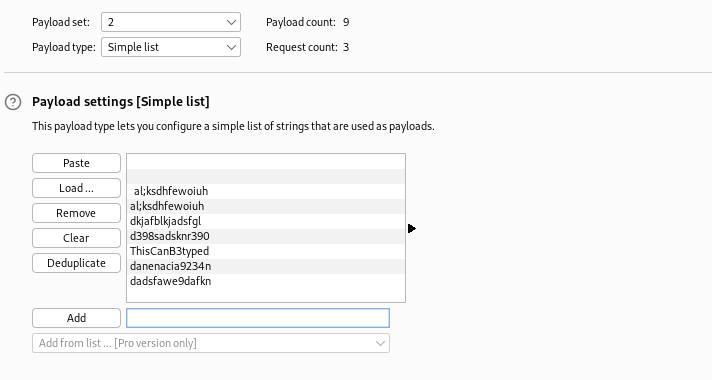 Payload set: 2 Payload count: 9
Payload type: Simple list Request count: 3
? Payload settings [Simple list]
This payload type lets you configure a simple list of strings that are used as payloads.
Paste
Load ...
Remove
Clear
Deduplicate
al;ksdhfewoiuh
al;ksdhfewoiuh
dkjafblkjadsfgl
d398sadsknr390
ThisCanB3typed
danenacia9234n
dadsfawe9dafkn
Add
Add from list ... [Pro version only]